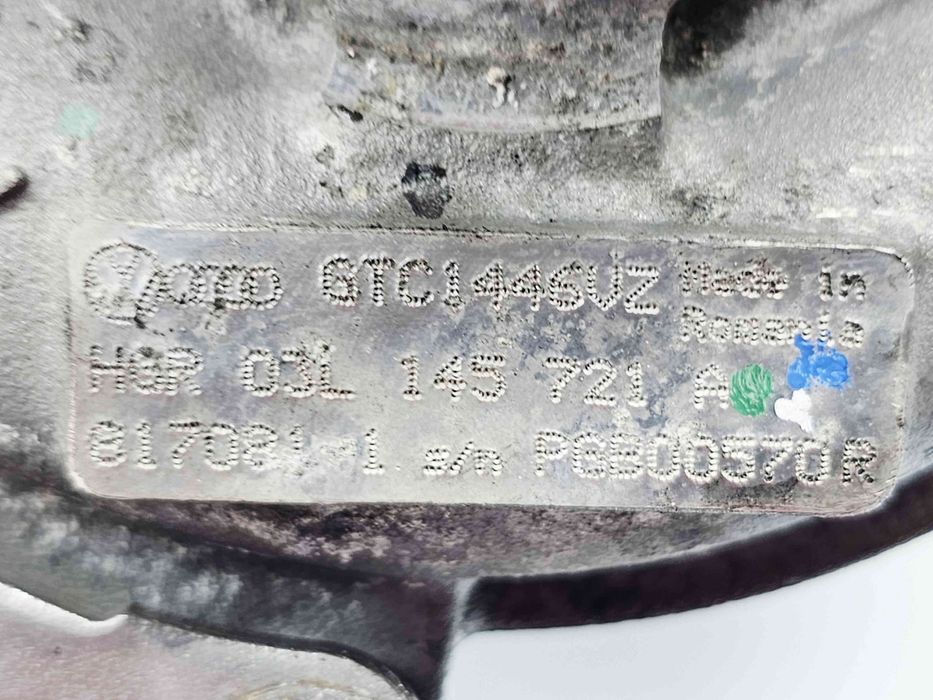 GTC1446VZ Made in
Romania
HGR 03L 145 721 A
817081-1 s/n PGB00570R